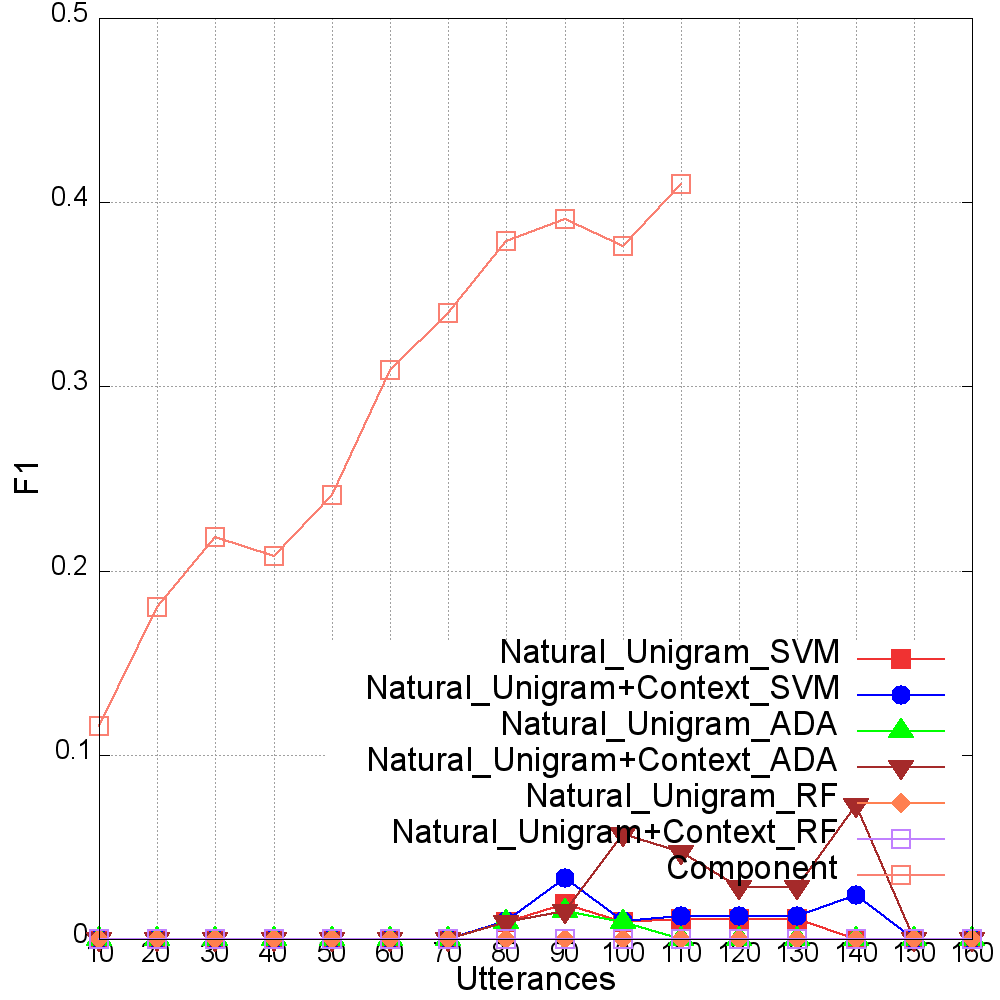 0.5
0.4
0.3
0.2
0.1
0
F1
Natural_Unigram_SVM
Natural_Unigram+Context_SVM
Natural_Unigram_ADA
Natural_Unigram+Context_ADA
Natural_Unigram_RF
Natural_Unigram+Context_RF
Component
10 20 30 40 50 60 70 80 90 100 110 120 130 140 150 160
Utterances